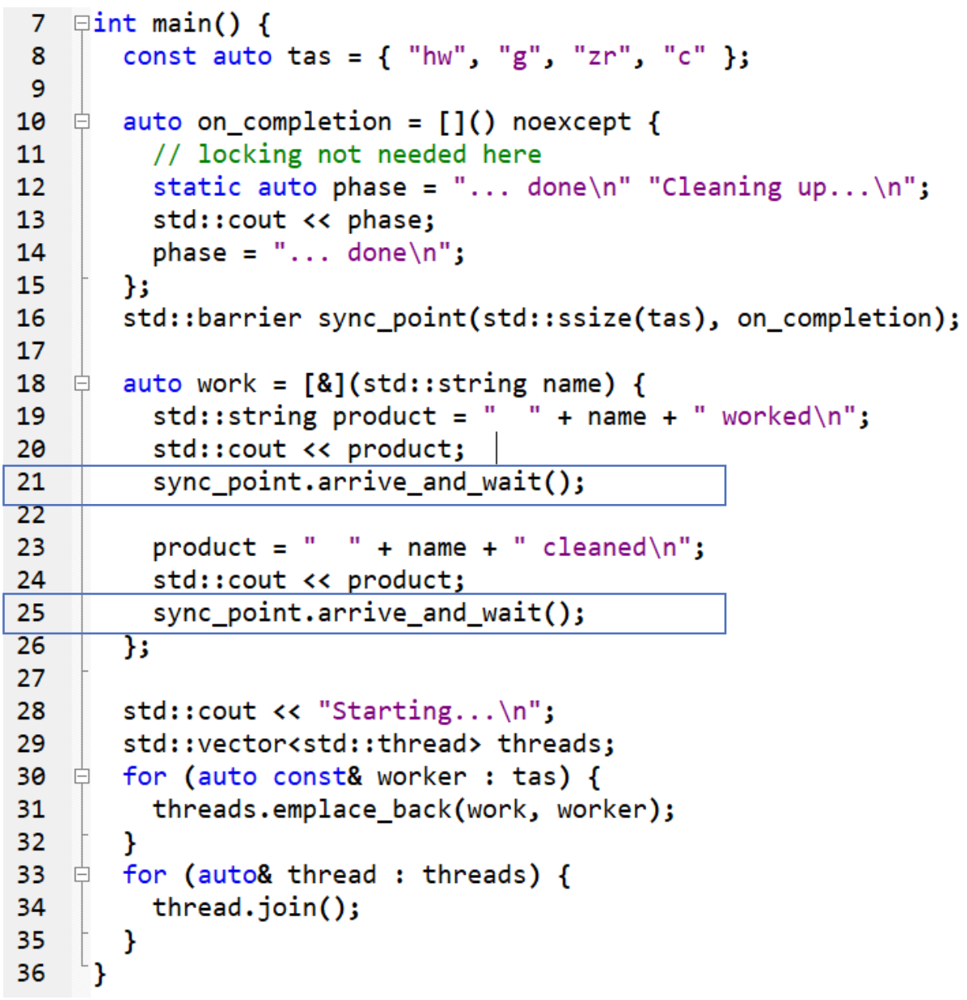 7 int main() {
8 const auto tas = { "hw", "g", "zr", "c" };
9
10 auto on_completion = []() noexcept {
11 // locking not needed here
12 static auto phase = "... done\n" "Cleaning up...\n";
13 std::cout << phase;
14 phase = "... done\n";
15 };
16 std::barrier sync_point(std::ssize(tas), on_completion);
17
18 auto work = [&](std::string name) {
19 std::string product = "  " + name + " worked\n";
20 std::cout << product;
21 sync_point.arrive_and_wait();
22
23 product = "  " + name + " cleaned\n";
24 std::cout << product;
25 sync_point.arrive_and_wait();
26 };
27
28 std::cout << "Starting...\n";
29 std::vector<std::thread> threads;
30 for (auto const& worker : tas) {
31 threads.emplace_back(work, worker);
32 }
33 for (auto& thread : threads) {
34 thread.join();
35 }
36 }